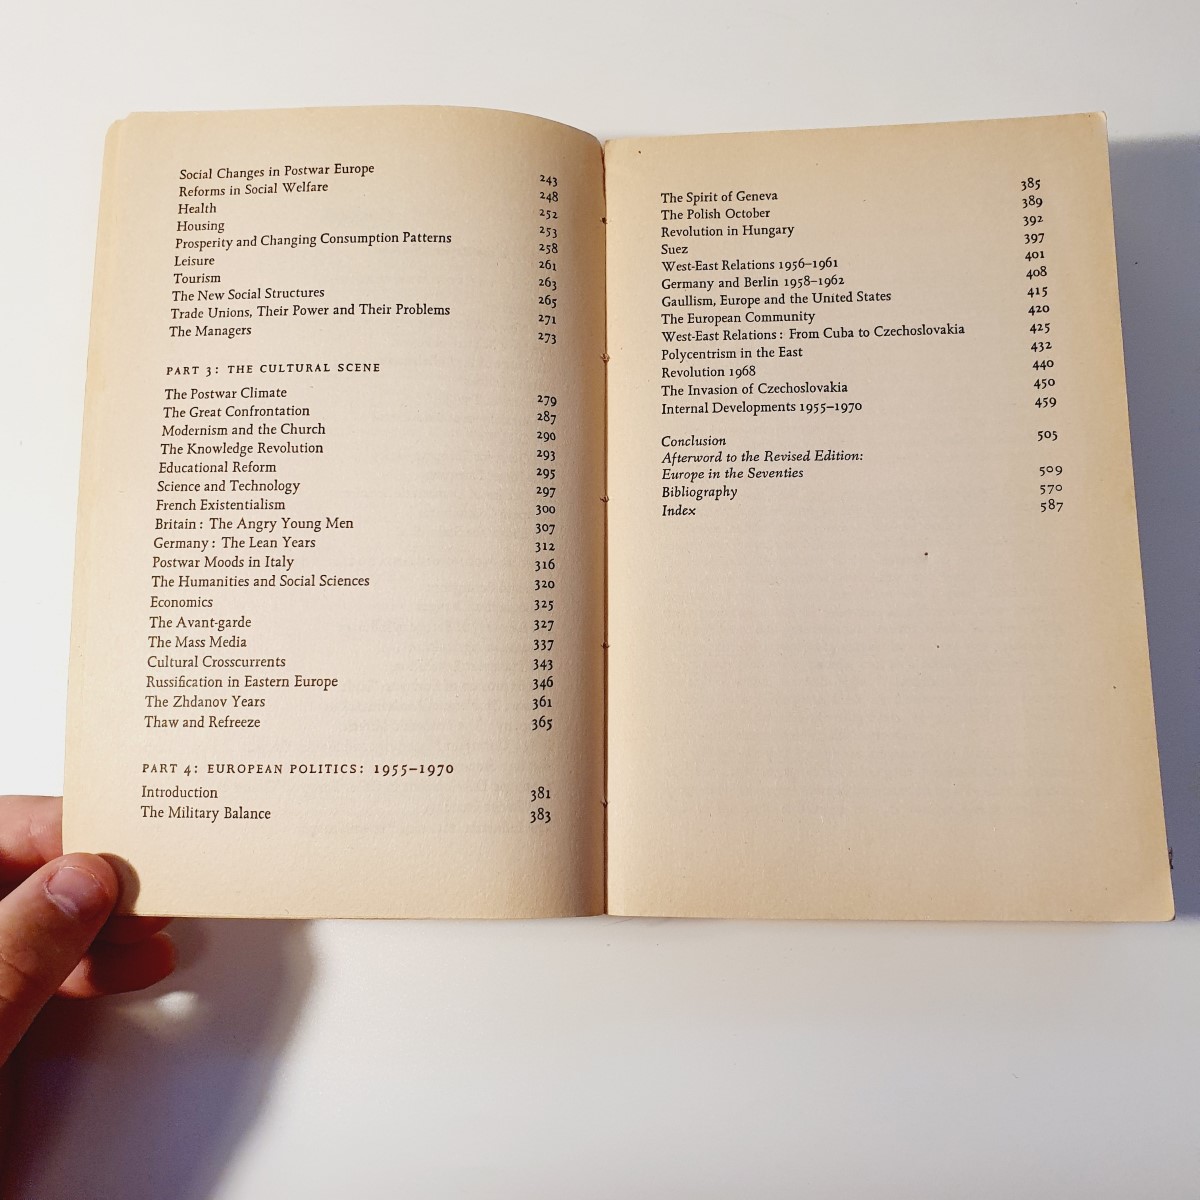 Social Changes in Postwar Europe 243
Reforms in Social Welfare 248
Health 252
Housing 253
Prosperity and Changing Consumption Patterns 258
Leisure 261
Tourism 263
The New Social Structures 265
Trade Unions, Their Power and Their Problems 271
The Managers 273
PART 3: THE CULTURAL SCENE
The Postwar Climate 279
The Great Confrontation 287
Modernism and the Church 290
The Knowledge Revolution 293
Educational Reform 295
Science and Technology 297
French Existentialism 300
Britain: The Angry Young Men 307
Germany: The Lean Years 312
Postwar Moods in Italy 316
The Humanities and Social Sciences 320
Economics 325
The Avant-garde 327
The Mass Media 337
Cultural Crosscurrents 343
Russification in Eastern Europe 346
The Zhdanov Years 361
Thaw and Refreeze 365
PART 4: EUROPEAN POLITICS: 1955–1970
Introduction 381
The Military Balance 383
The Spirit of Geneva 385
The Polish October 389
Revolution in Hungary 392
Suez 397
West-East Relations 1956–1961 401
Germany and Berlin 1958–1962 408
Gaullism, Europe and the United States 415
The European Community 420
West-East Relations: From Cuba to Czechoslovakia 425
Polycentrism in the East 432
Revolution 1968 440
The Invasion of Czechoslovakia 450
Internal Developments 1955–1970 459
Conclusion 505
Afterword to the Revised Edition:
Europe in the Seventies 509
Bibliography 570
Index 587